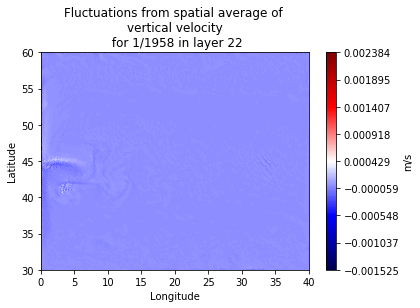 Fluctuations from spatial average of
vertical velocity
for 1/1958 in layer 22
60
55
50
45
40
35
30
Latitude
0 5 10 15 20 25 30 35 40
Longitude
0.002384
0.001895
0.001407
0.000918
0.000429
−0.000059
−0.000548
−0.001037
−0.001525
m/s